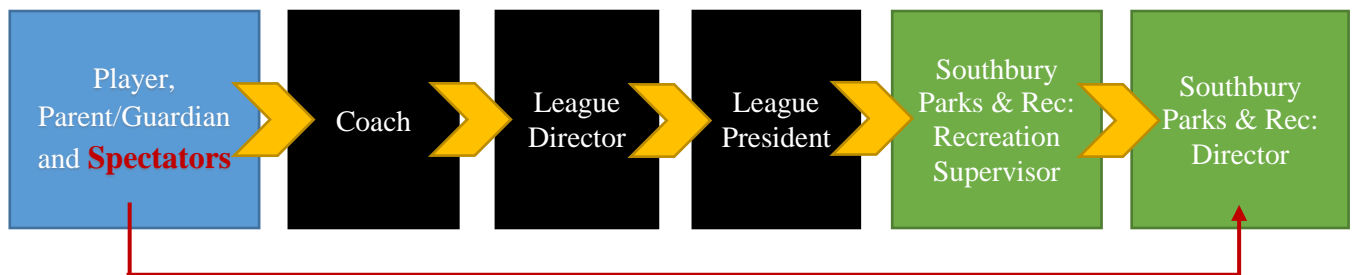 Player,
Parent/Guardian
and Spectators
Coach
League
Director
League
President
Southbury
Parks & Rec:
Recreation
Supervisor
Southbury
Parks & Rec:
Director